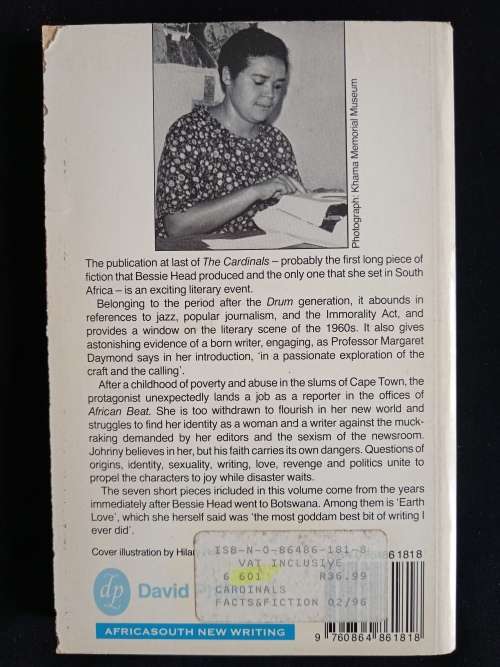 Photograph: Khama Memorial Museum
The publication at last of The Cardinals – probably the first long piece of
fiction that Bessie Head produced and the only one that she set in South
Africa – is an exciting literary event.
Belonging to the period after the Drum generation, it abounds in
references to jazz, popular journalism, and the Immorality Act, and
provides a window on the literary scene of the 1960s. It also gives
astonishing evidence of a born writer, engaging, as Professor Margaret
Daymond says in her introduction, ‘in a passionate exploration of the
craft and the calling’.
After a childhood of poverty and abuse in the slums of Cape Town, the
protagonist unexpectedly lands a job as a reporter in the offices of
African Beat. She is too withdrawn to flourish in her new world and
struggles to find her identity as a woman and a writer against the muck-
raking demanded by her editors and the sexism of the newsroom.
Johnny believes in her, but his faith carries its own dangers. Questions of
origins, identity, sexuality, writing, love, revenge and politics unite to
propel the characters to joy while disaster waits.
The seven short pieces included in this volume come from the years
immediately after Bessie Head went to Botswana. Among them is ‘Earth
Love’, which she herself said was ‘the most goddam best bit of writing I
ever did’.
Cover illustration by Hilar
ISB-N-0-86486-181-8
861818
VAT INCLUSIVE
6 601 R36.99
CARDINALS
FACTS&FICTION 02/96
dp David P
AFRICASOUTH NEW WRITING
9 760864 861818